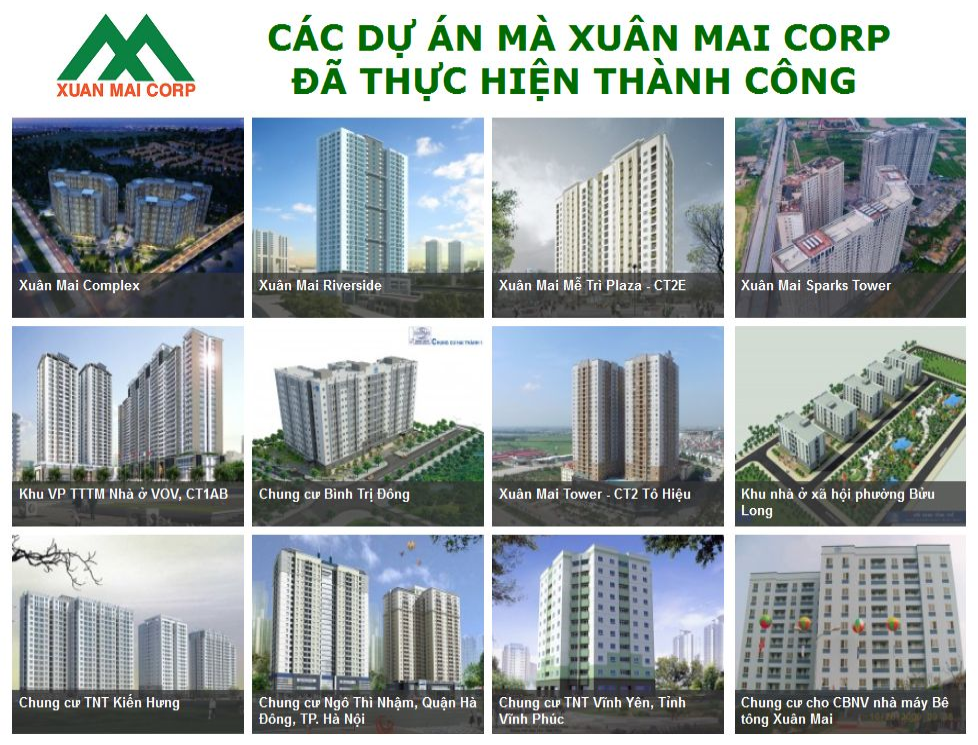 CÁC DỰ ÁN MÀ XUÂN MAI CORP
ĐÃ THỰC HIỆN THÀNH CÔNG
XUAN MAI CORP
Xuân Mai Complex
Xuân Mai Riverside
Xuân Mai Mễ Trì Plaza - CT2E
Xuân Mai Sparks Tower
Khu VP TTTM Nhà ở VOV, CT1AB
Chung cư Bình Trị Đông
Xuân Mai Tower - CT2 Tô Hiệu
Khu nhà ở xã hội phường Bửu
Long
Chung cư TNT Kiến Hưng
Chung cư Ngô Thì Nhậm, Quận Hà
Đông, TP. Hà Nội
Chung cư TNT Vĩnh Yên, Tỉnh
Vĩnh Phúc
Chung cư cho CBNV nhà máy Bê
tông Xuân Mai